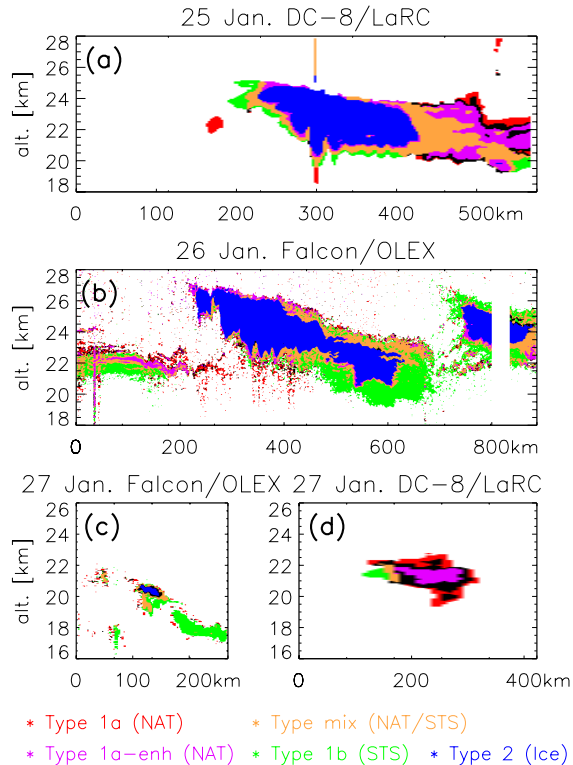 25 Jan. DC-8/LaRC
(a)
alt. [km]
28
26
24
22
20
18
0 100 200 300 400 500km
26 Jan. Falcon/OLEX
(b)
alt. [km]
28
26
24
22
20
18
0 200 400 600 800km
27 Jan. Falcon/OLEX 27 Jan. DC-8/LaRC
(c) (d)
alt. [km]
26 26
24 24
22 22
20 20
18 18
16 16
0 100 200km 0 200 400km
* Type 1a (NAT) * Type mix (NAT/STS)
* Type 1a-enh (NAT) * Type 1b (STS) * Type 2 (Ice)